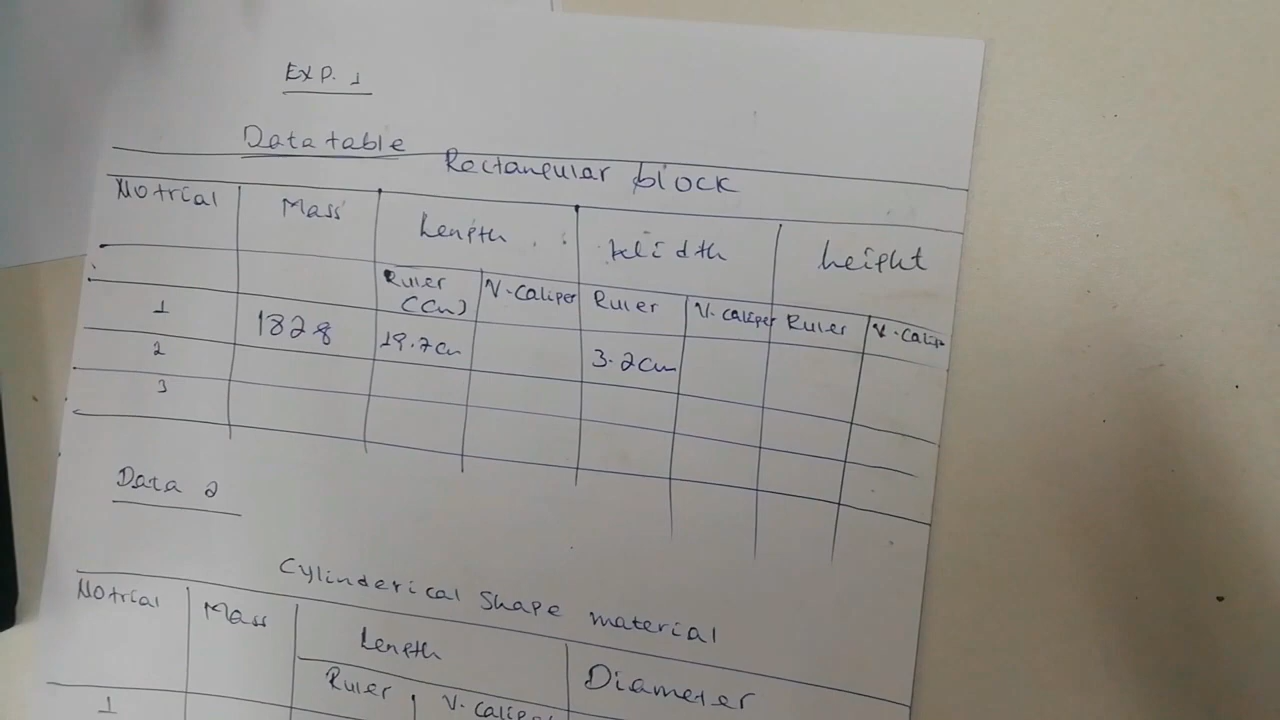 EXP. 1
Data table
Rectangular block
No trial Mass Length Width height
Ruler (Cm) V.Caliper Ruler V.Caliper Ruler V.Calip
1 182g 19.7cm 3.2cm
2
3
Data 2
Cylinderical Shape material
No trial Mass Length Diameter
Ruler V.Caliper
1